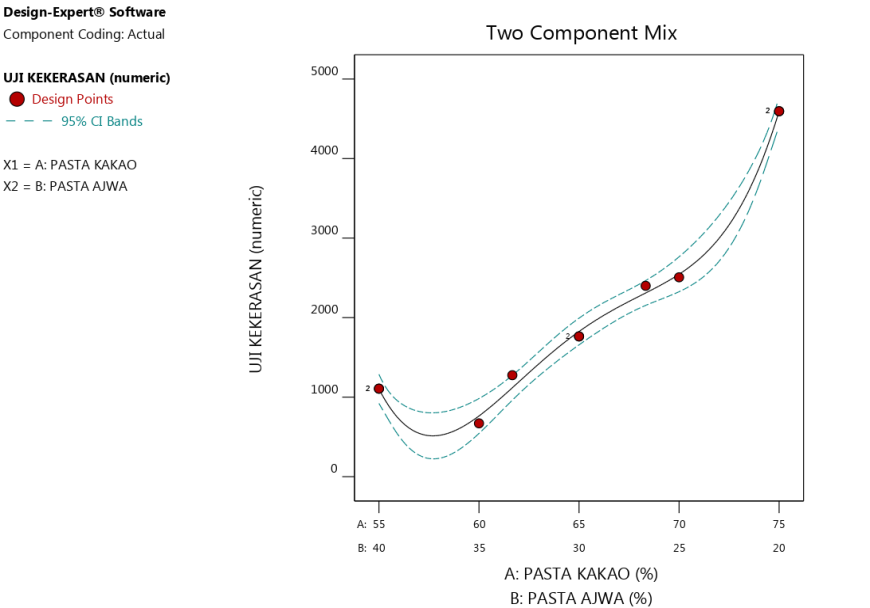 Design-Expert® Software
Component Coding: Actual
UJI KEKERASAN (numeric)
Design Points
95% CI Bands
X1 = A: PASTA KAKAO
X2 = B: PASTA AJWA
Two Component Mix
UJI KEKERASAN (numeric)
5000
4000
3000
2000
1000
0
2
2
2
A: 55 60 65 70 75
B: 40 35 30 25 20
A: PASTA KAKAO (%)
B: PASTA AJWA (%)